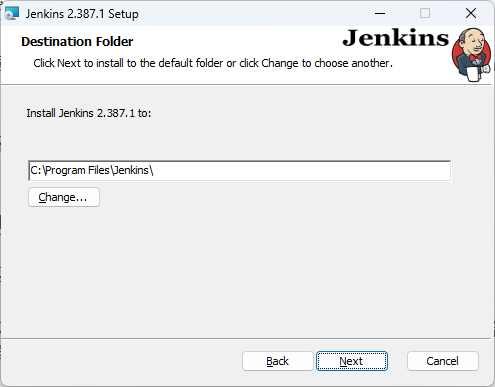 Jenkins 2.387.1 Setup
Destination Folder
Jenkins
Click Next to install to the default folder or click Change to choose another.
Install Jenkins 2.387.1 to:
C:\Program Files\Jenkins\
Change...
Back Next Cancel